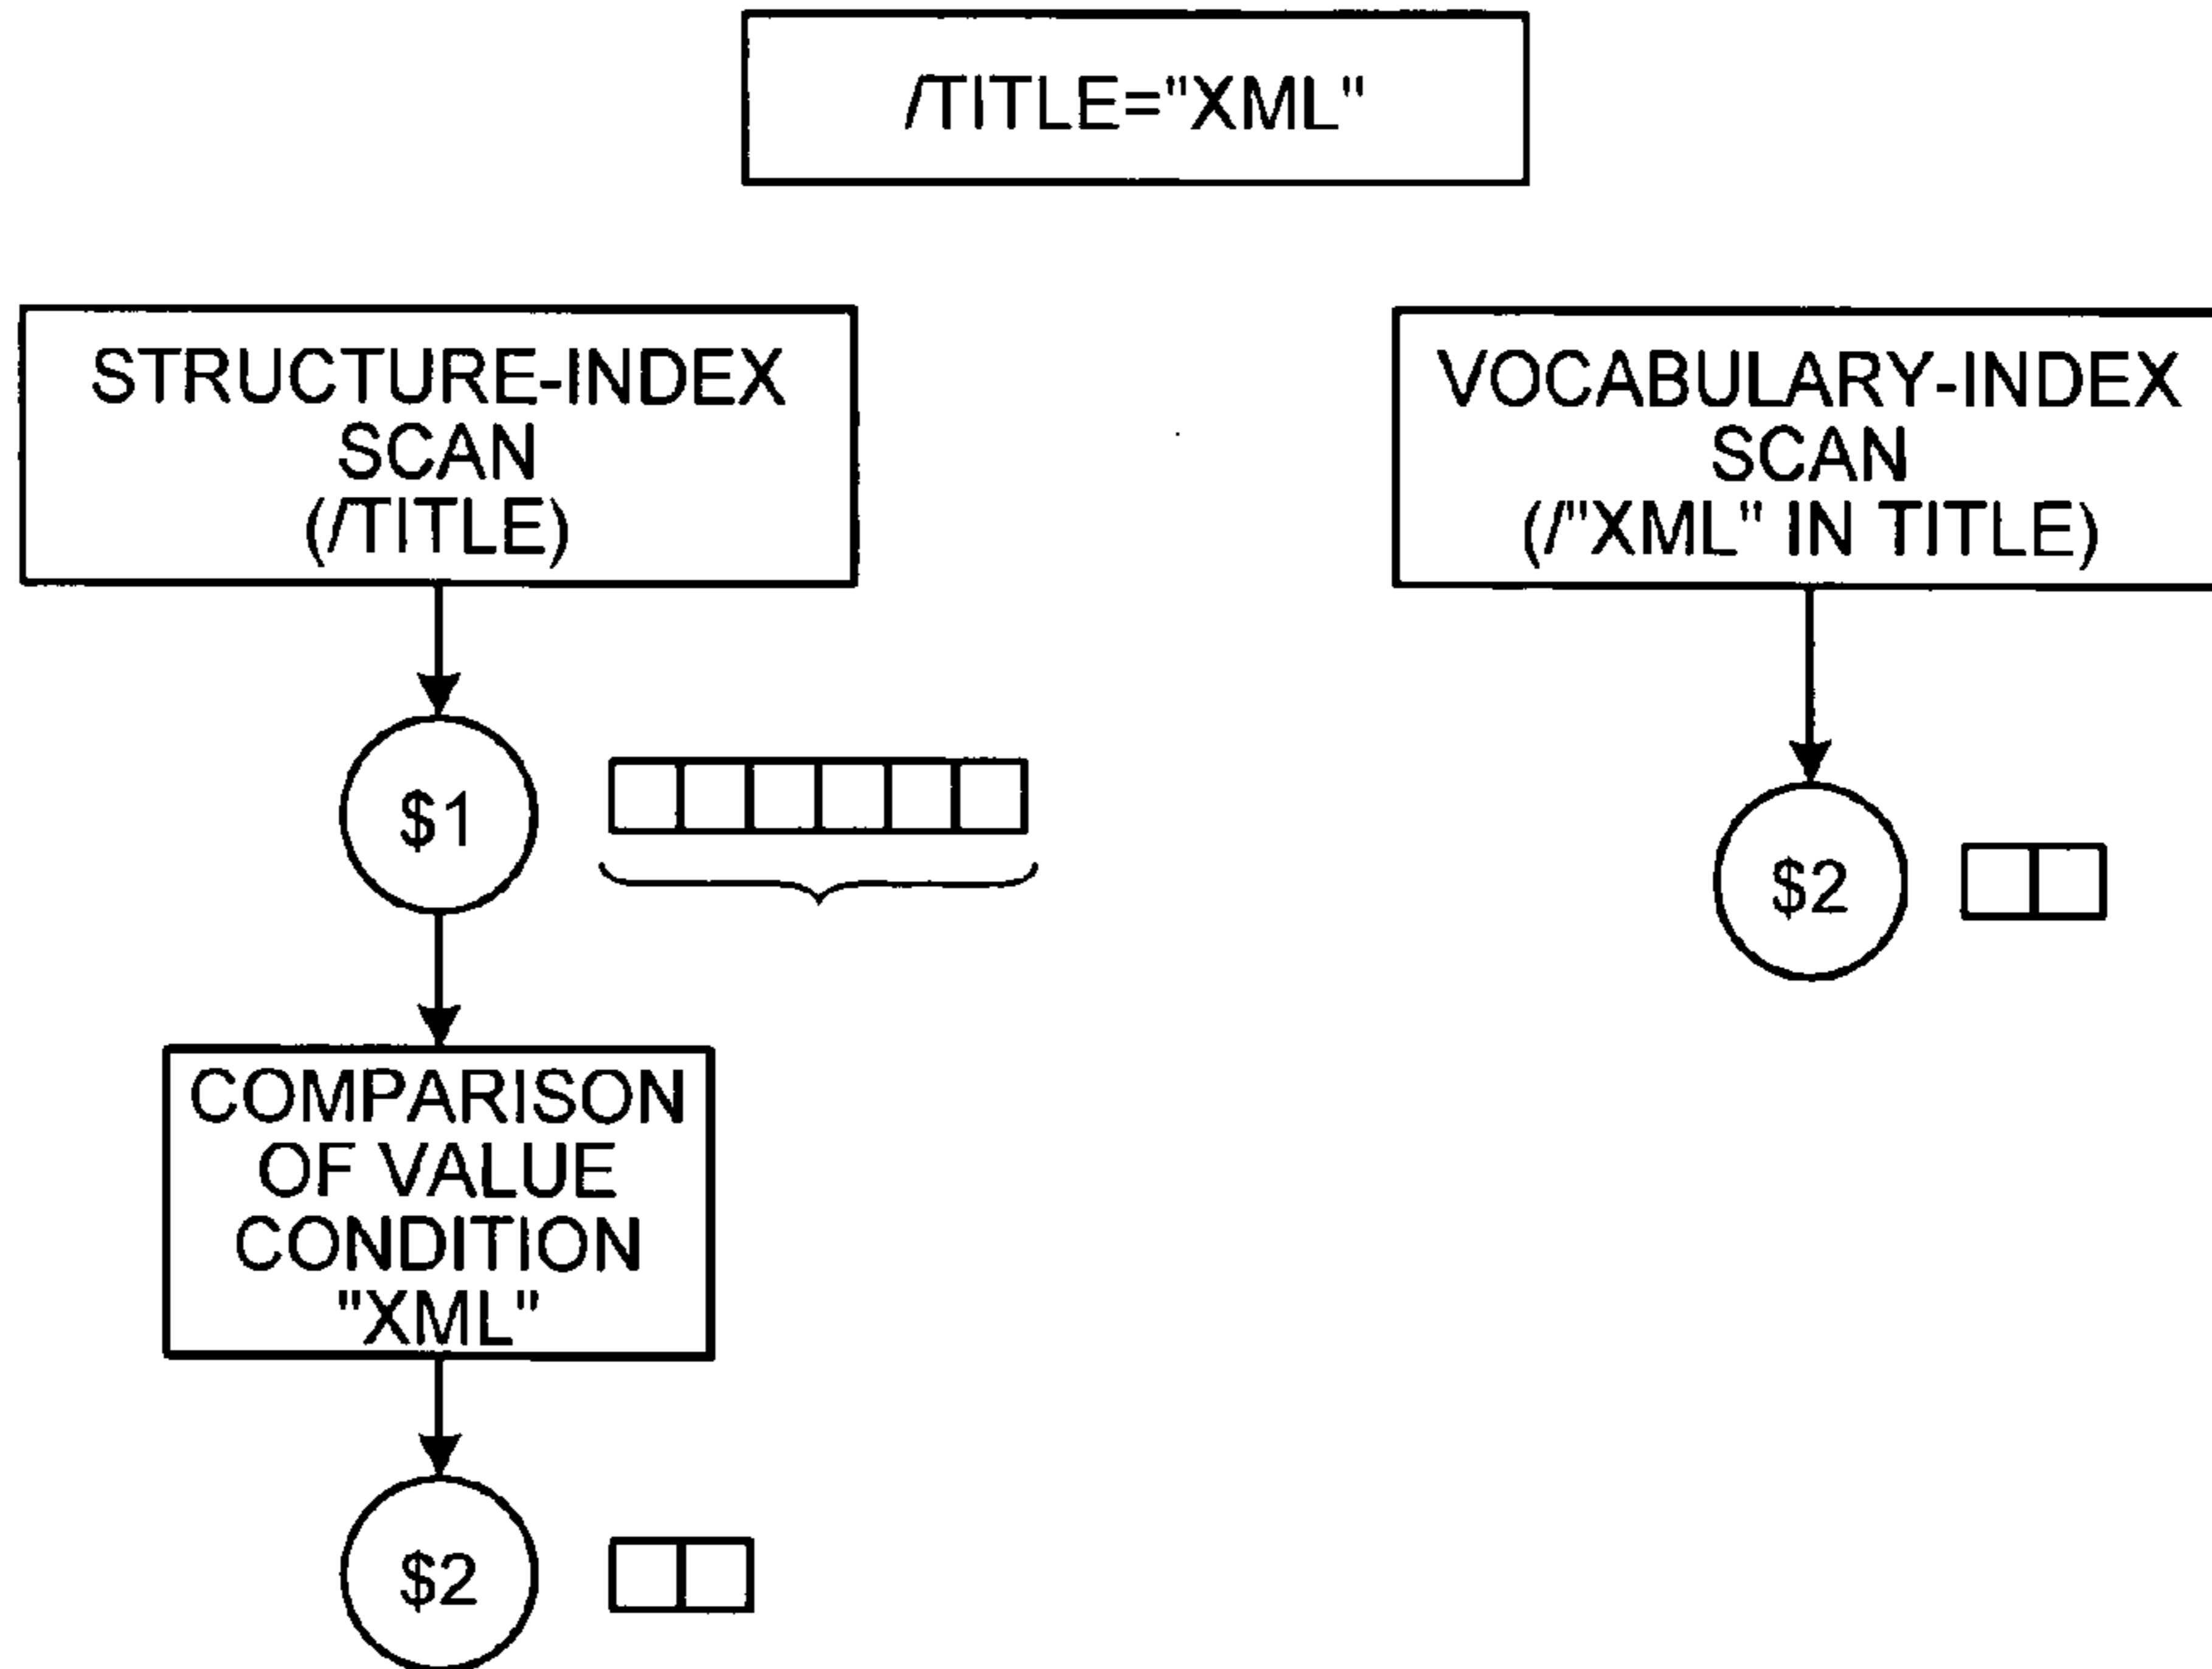 /TITLE="XML"
STRUCTURE-INDEX
SCAN
(/TITLE)
$1
COMPARISON
OF VALUE
CONDITION
"XML"
$2
VOCABULARY-INDEX
SCAN
(/"XML" IN TITLE)
$2